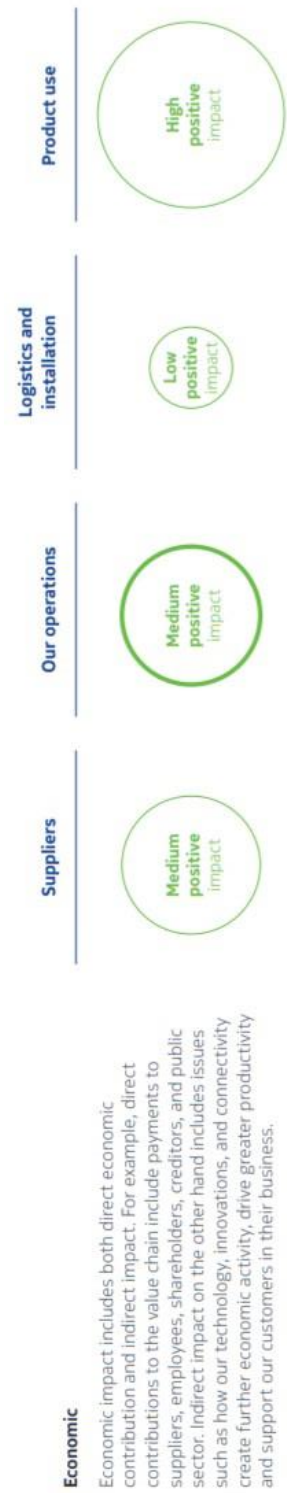 Economic
Economic impact includes both direct economic
contribution and indirect impact. For example, direct
contributions to the value chain include payments to
suppliers, employees, shareholders, creditors, and public
sector. Indirect impact on the other hand includes issues
such as how our technology, innovations, and connectivity
create further economic activity, drive greater productivity
and support our customers in their business.
Suppliers
Medium
positive
impact
Our operations
Medium
positive
impact
Logistics and
installation
Low
positive
impact
Product use
High
positive
impact